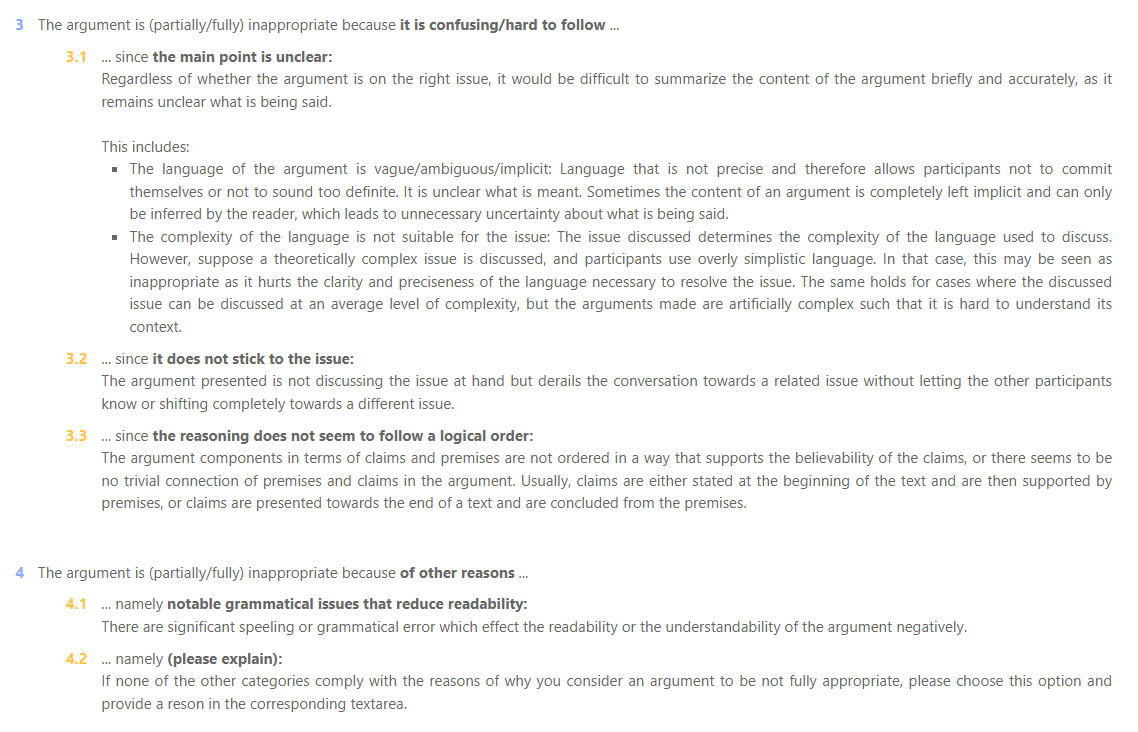 3 The argument is (partially/fully) inappropriate because it is confusing/hard to follow ...
3.1 ... since the main point is unclear:
Regardless of whether the argument is on the right issue, it would be difficult to summarize the content of the argument briefly and accurately, as it
remains unclear what is being said.
This includes:
▪ The language of the argument is vague/ambiguous/implicit: Language that is not precise and therefore allows participants not to commit
themselves or not to sound too definite. It is unclear what is meant. Sometimes the content of an argument is completely left implicit and can only
be inferred by the reader, which leads to unnecessary uncertainty about what is being said.
▪ The complexity of the language is not suitable for the issue: The issue discussed determines the complexity of the language used to discuss.
However, suppose a theoretically complex issue is discussed, and participants use overly simplistic language. In that case, this may be seen as
inappropriate as it hurts the clarity and preciseness of the language necessary to resolve the issue. The same holds for cases where the discussed
issue can be discussed at an average level of complexity, but the arguments made are artificially complex such that it is hard to understand its
context.
3.2 ... since it does not stick to the issue:
The argument presented is not discussing the issue at hand but derails the conversation towards a related issue without letting the other participants
know or shifting completely towards a different issue.
3.3 ... since the reasoning does not seem to follow a logical order:
The argument components in terms of claims and premises are not ordered in a way that supports the believability of the claims, or there seems to be
no trivial connection of premises and claims in the argument. Usually, claims are either stated at the beginning of the text and are then supported by
premises, or claims are presented towards the end of a text and are concluded from the premises.
4 The argument is (partially/fully) inappropriate because of other reasons ...
4.1 ... namely notable grammatical issues that reduce readability:
There are significant speeling or grammatical error which effect the readability or the understandability of the argument negatively.
4.2 ... namely (please explain):
If none of the other categories comply with the reasons of why you consider an argument to be not fully appropriate, please choose this option and
provide a reson in the corresponding textarea.